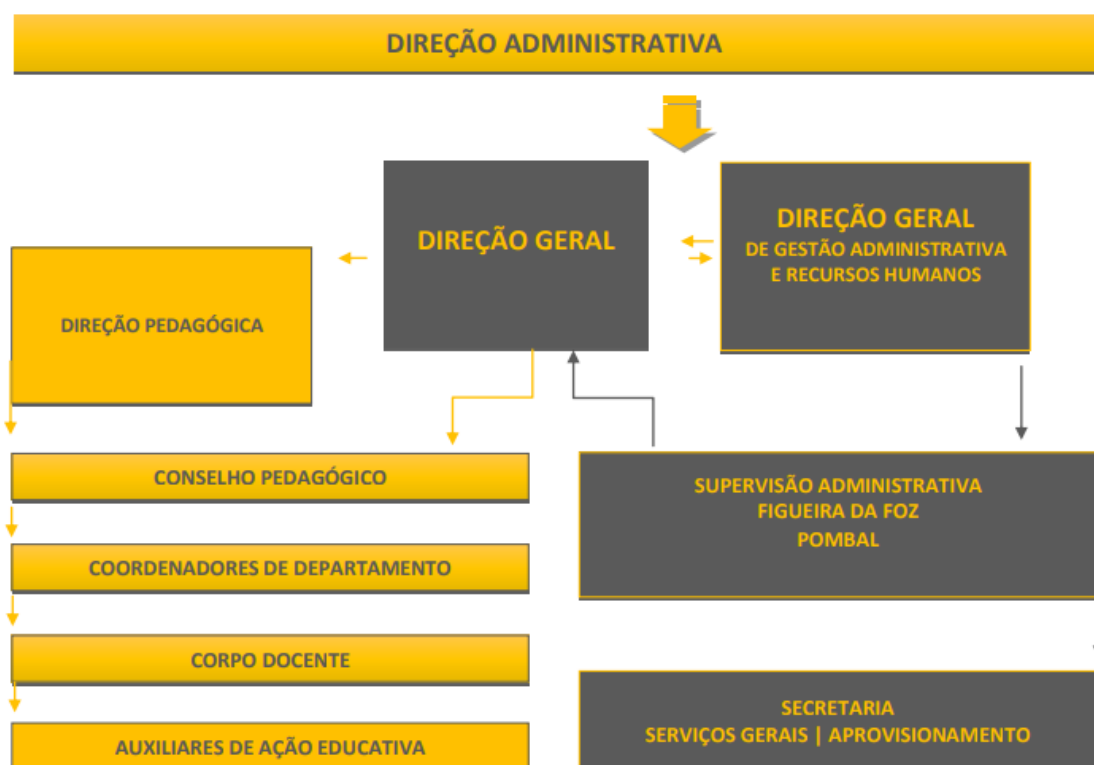 DIREÇÃO ADMINISTRATIVA
DIREÇÃO GERAL
DIREÇÃO GERAL
DE GESTÃO ADMINISTRATIVA
E RECURSOS HUMANOS
DIREÇÃO PEDAGÓGICA
CONSELHO PEDAGÓGICO
COORDENADORES DE DEPARTAMENTO
CORPO DOCENTE
AUXILIARES DE AÇÃO EDUCATIVA
SUPERVISÃO ADMINISTRATIVA
FIGUEIRA DA FOZ
POMBAL
SECRETARIA
SERVIÇOS GERAIS | APROVISIONAMENTO